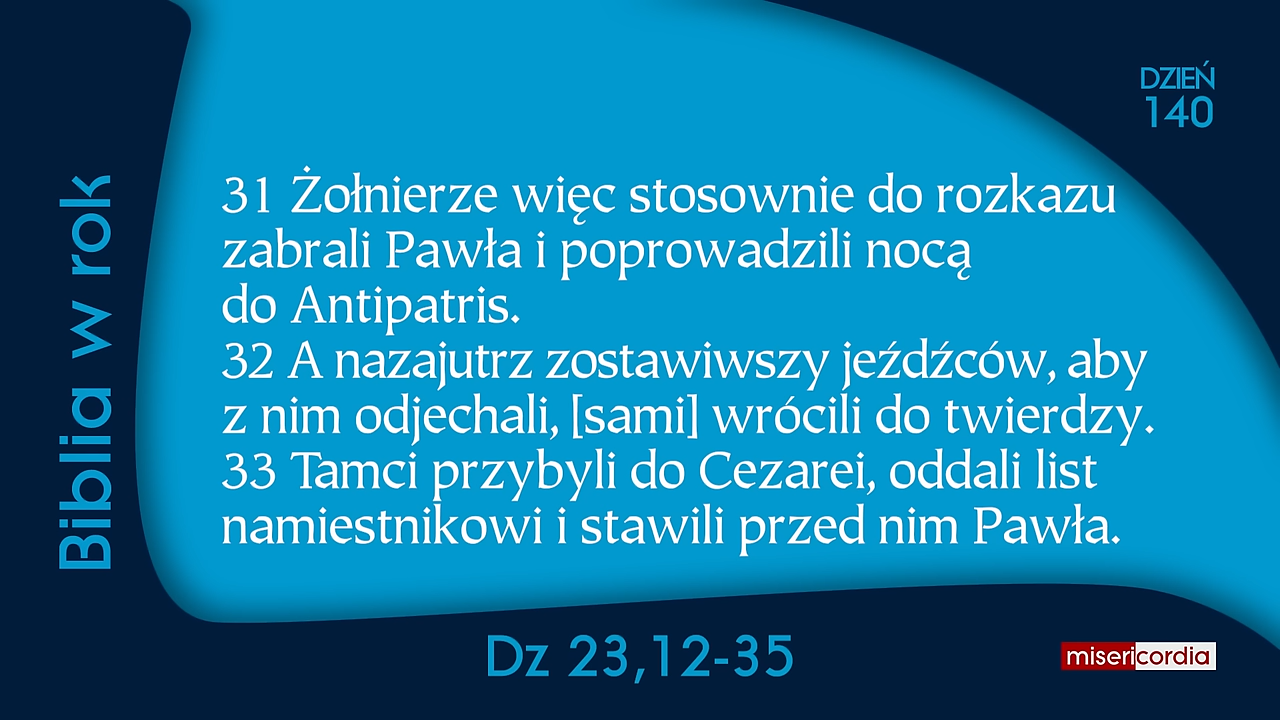 DZIEŃ
140
Biblia w rok
31 Żołnierze więc stosownie do rozkazu
zabrali Pawła i poprowadzili nocą
do Antipatris.
32 A nazajutrz zostawiwszy jeźdźców, aby
z nim odjechali, [sami] wrócili do twierdzy.
33 Tamci przybyli do Cezarei, oddali list
namiestnikowi i stawili przed nim Pawła.
Dz 23,12-35
misericordia